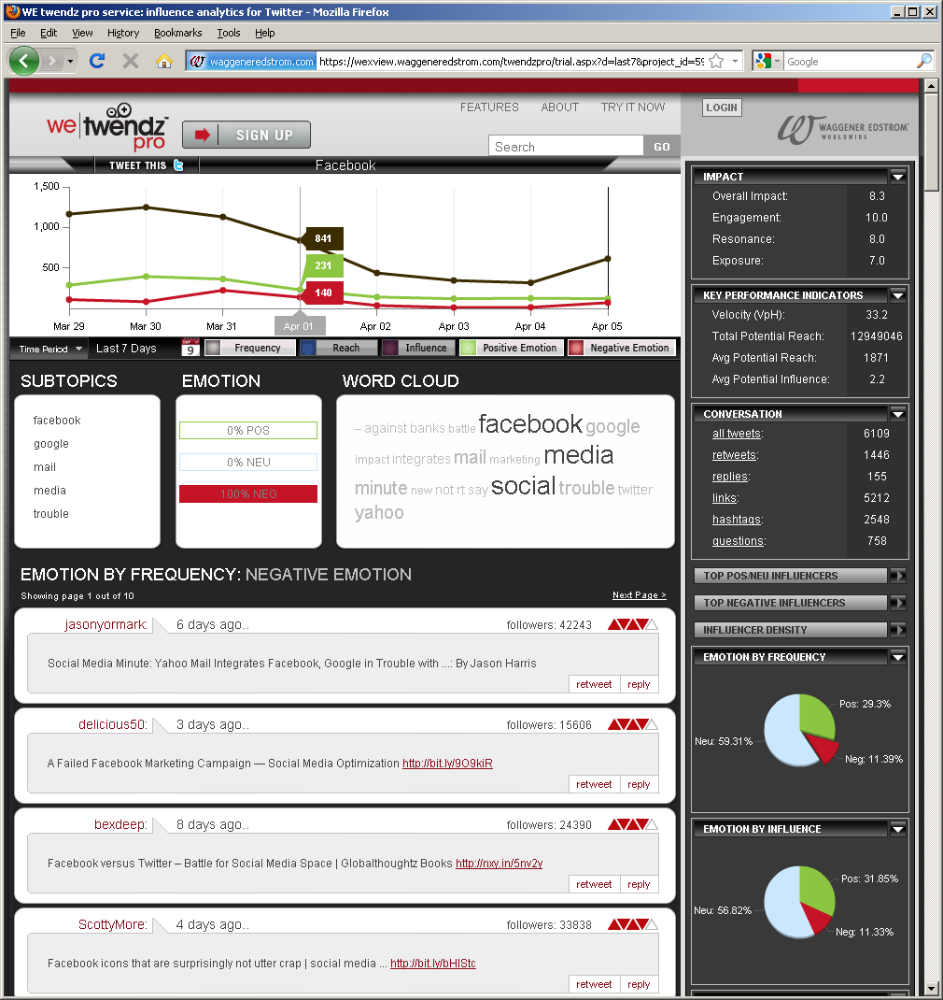 WE twendz pro service: influence analytics for Twitter - Mozilla Firefox
File Edit View History Bookmarks Tools Help
waggeneredstrom.com https://wexview.waggeneredstrom.com/twendzpro/trial.aspx?d=last7&project_id=59 Google
we|twendz™ pro
SIGN UP
FEATURES ABOUT TRY IT NOW
Search GO
LOGIN
WAGGENER EDSTROM
WORLDWIDE
TWEET THIS Facebook
1,500
1,000
500
841
231
140
Mar 29 Mar 30 Mar 31 Apr 01 Apr 02 Apr 03 Apr 04 Apr 05
Time Period Last 7 Days 9 Frequency Reach Influence Positive Emotion Negative Emotion
SUBTOPICS
facebook
google
mail
media
trouble
EMOTION
0% POS
0% NEU
100% NEG
WORD CLOUD
– against banks battle facebook google
impact integrates mail marketing media
minute new not rt say social trouble twitter
yahoo
EMOTION BY FREQUENCY: NEGATIVE EMOTION
Showing page 1 out of 10 Next Page >
jasonyormark: 6 days ago.. followers: 42243
Social Media Minute: Yahoo Mail Integrates Facebook, Google in Trouble with ...: By Jason Harris
retweet reply
delicious50: 3 days ago.. followers: 15606
A Failed Facebook Marketing Campaign — Social Media Optimization http://bit.ly/9O9kiR
retweet reply
bexdeep: 8 days ago.. followers: 24390
Facebook versus Twitter – Battle for Social Media Space | Globalthoughtz Books http://nxy.in/5nv2y
retweet reply
ScottyMore: 4 days ago.. followers: 33838
Facebook icons that are surprisingly not utter crap | social media ... http://bit.ly/bHIStc
retweet reply
IMPACT
Overall Impact: 8.3
Engagement: 10.0
Resonance: 8.0
Exposure: 7.0
KEY PERFORMANCE INDICATORS
Velocity (VpH): 33.2
Total Potential Reach: 12949046
Avg Potential Reach: 1871
Avg Potential Influence: 2.2
CONVERSATION
all tweets: 6109
retweets: 1446
replies: 155
links: 5212
hashtags: 2548
questions: 758
TOP POS/NEU INFLUENCERS
TOP NEGATIVE INFLUENCERS
INFLUENCER DENSITY
EMOTION BY FREQUENCY
Pos: 29.3%
Neu: 59.31%
Neg: 11.39%
EMOTION BY INFLUENCE
Pos: 31.85%
Neu: 56.82%
Neg: 11.33%